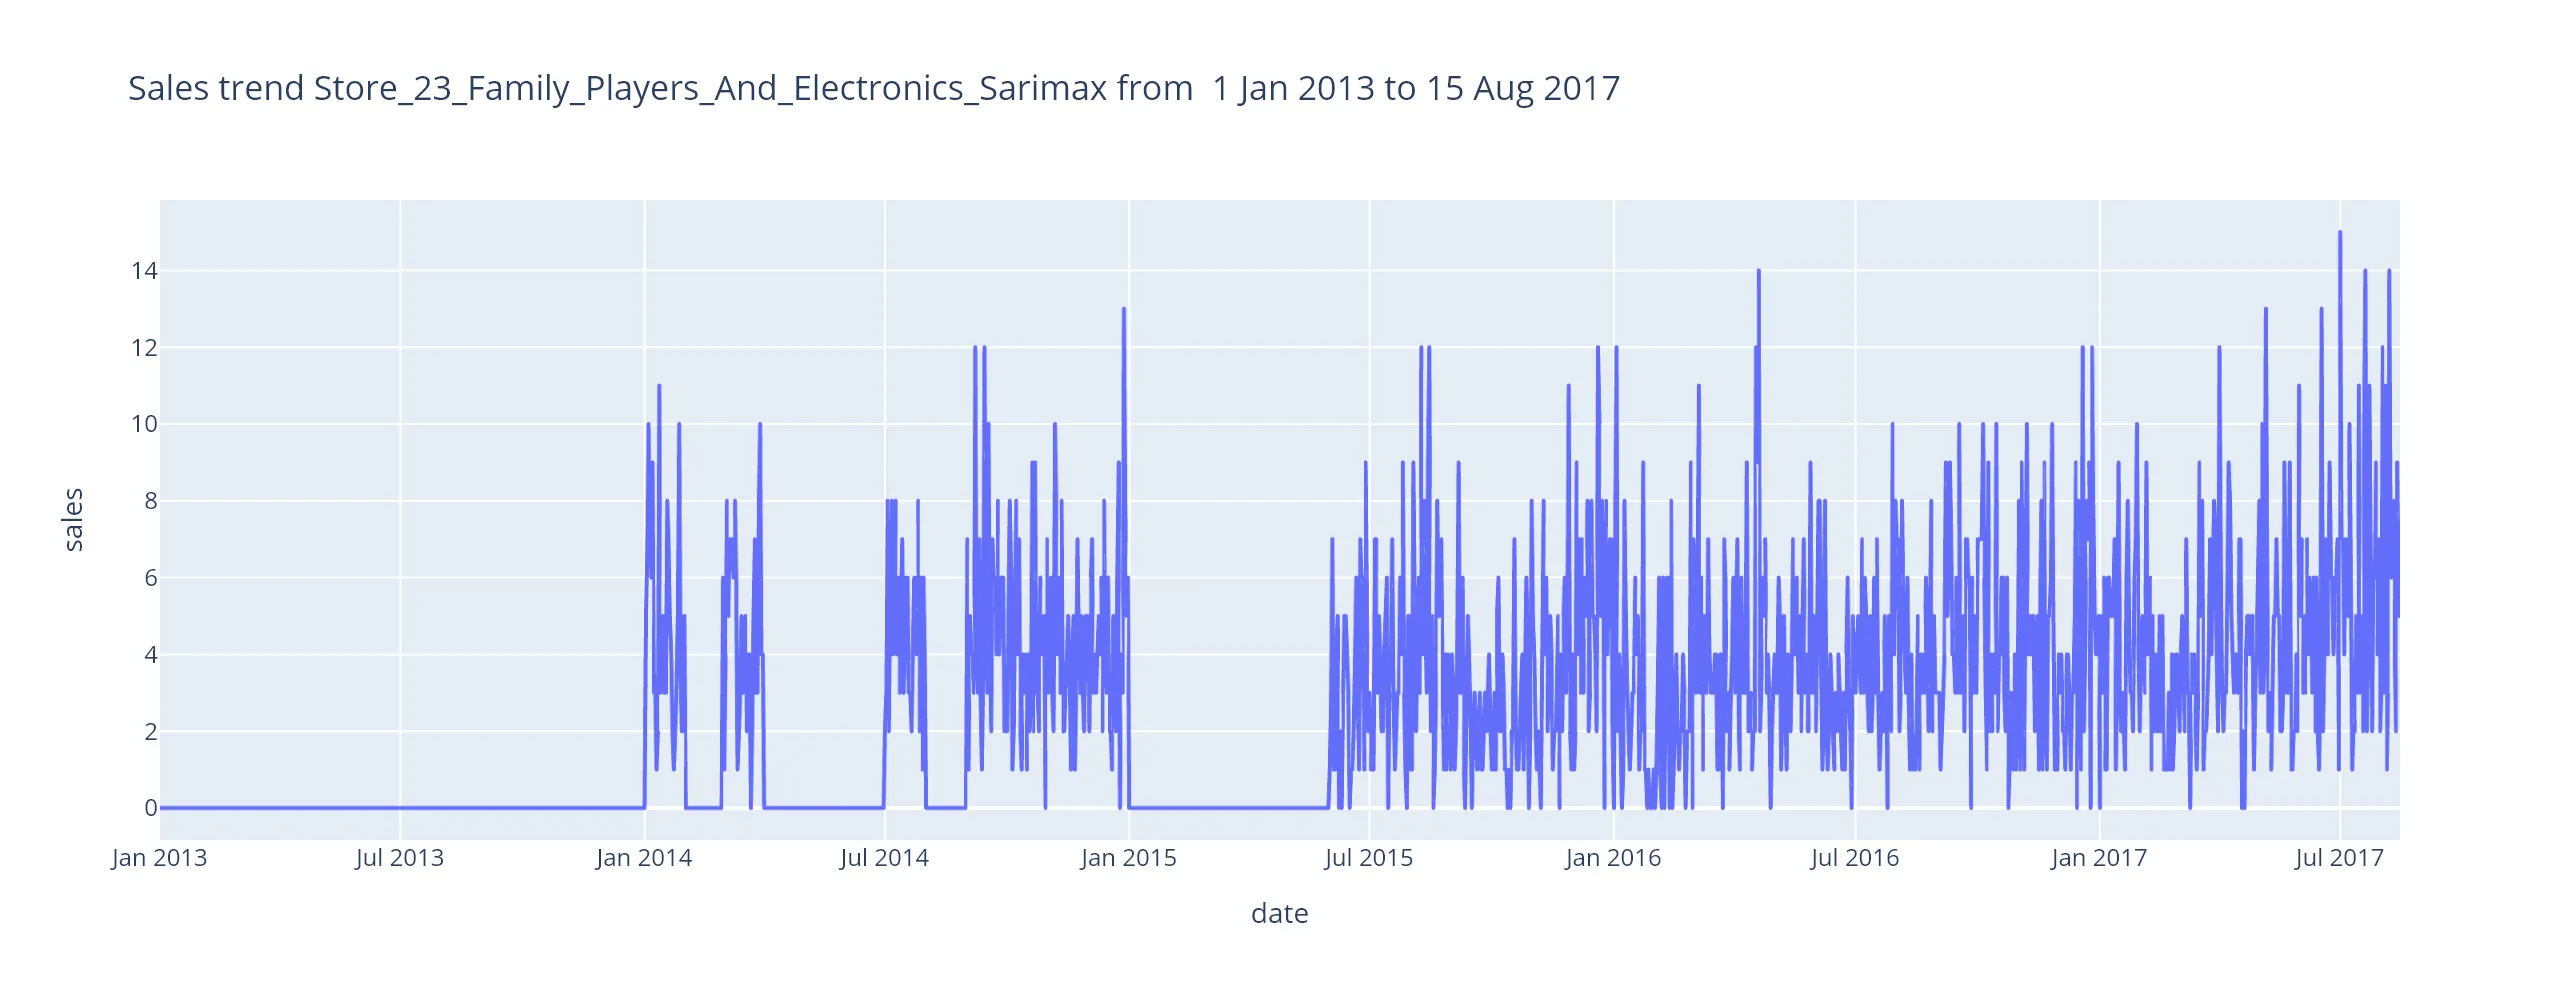 Sales trend Store_23_Family_Players_And_Electronics_Sarimax from  1 Jan 2013 to 15 Aug 2017
14
12
10
8
6
4
2
0
sales
Jan 2013 Jul 2013 Jan 2014 Jul 2014 Jan 2015 Jul 2015 Jan 2016 Jul 2016 Jan 2017 Jul 2017
date